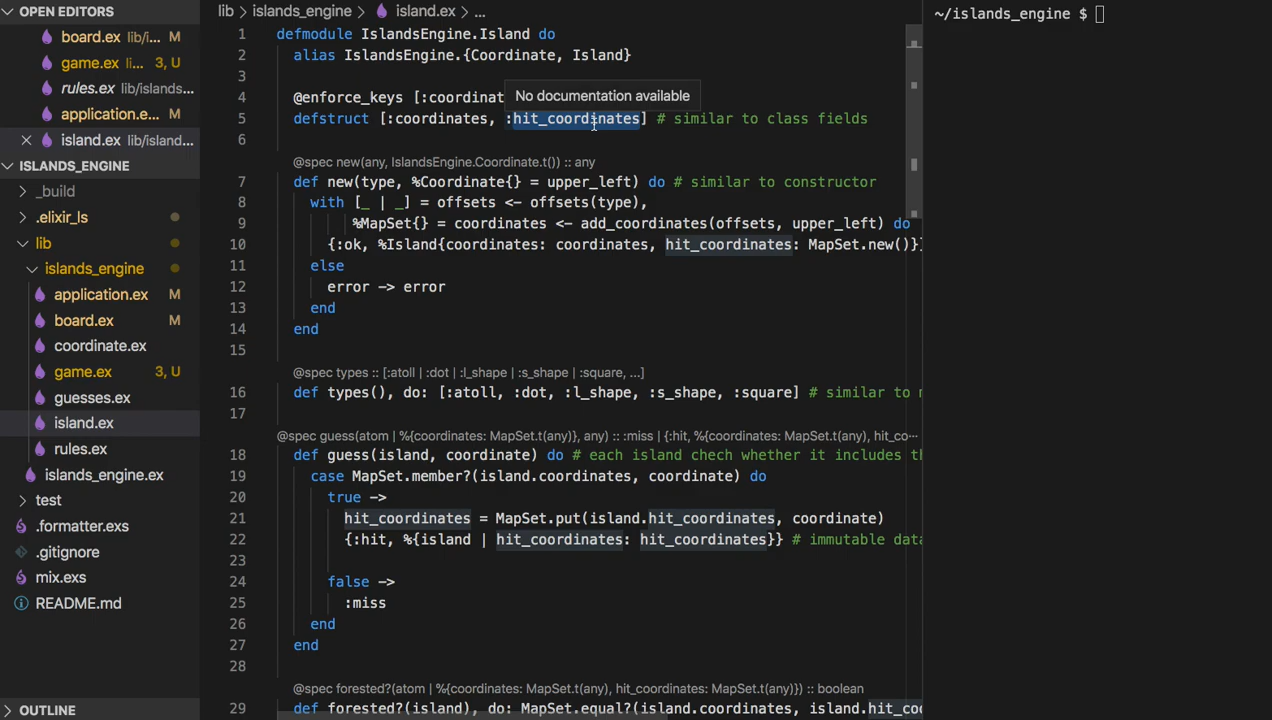 OPEN EDITORS
board.ex lib/i... M
game.ex li... 3, U
rules.ex lib/islands...
application.e... M
island.ex lib/island...
ISLANDS_ENGINE
_build
.elixir_ls
lib
islands_engine
application.ex M
board.ex M
coordinate.ex
game.ex 3, U
guesses.ex
island.ex
rules.ex
islands_engine.ex
test
.formatter.exs
.gitignore
mix.exs
README.md
OUTLINE
lib > islands_engine > island.ex > ...
1 defmodule IslandsEngine.Island do
2 alias IslandsEngine.{Coordinate, Island}
3
No documentation available
4 @enforce_keys [:coordinat
5 defstruct [:coordinates, :hit_coordinates] # similar to class fields
6
@spec new(any, IslandsEngine.Coordinate.t()) :: any
7 def new(type, %Coordinate{} = upper_left) do # similar to constructor
8 with [_ | _] = offsets <- offsets(type),
9 %MapSet{} = coordinates <- add_coordinates(offsets, upper_left) do
10 {:ok, %Island{coordinates: coordinates, hit_coordinates: MapSet.new()}}
11 else
12 error -> error
13 end
14 end
15
@spec types :: [:atoll | :dot | :l_shape | :s_shape | :square, ...]
16 def types(), do: [:atoll, :dot, :l_shape, :s_shape, :square] # similar to
17
@spec guess(atom | %{coordinates: MapSet.t(any)}, any) :: :miss | {:hit, %{coordinates: MapSet.t(any), hit_co...
18 def guess(island, coordinate) do # each island chech whether it includes
19 case MapSet.member?(island.coordinates, coordinate) do
20 true ->
21 hit_coordinates = MapSet.put(island.hit_coordinates, coordinate)
22 {:hit, %{island | hit_coordinates: hit_coordinates}} # immutable data
23
24 false ->
25 :miss
26 end
27 end
28
@spec forested?(atom | %{coordinates: MapSet.t(any), hit_coordinates: MapSet.t(any)}) :: boolean
29 def forested?(island), do: MapSet.equal?(island.coordinates, island.hit_co
~/islands_engine $